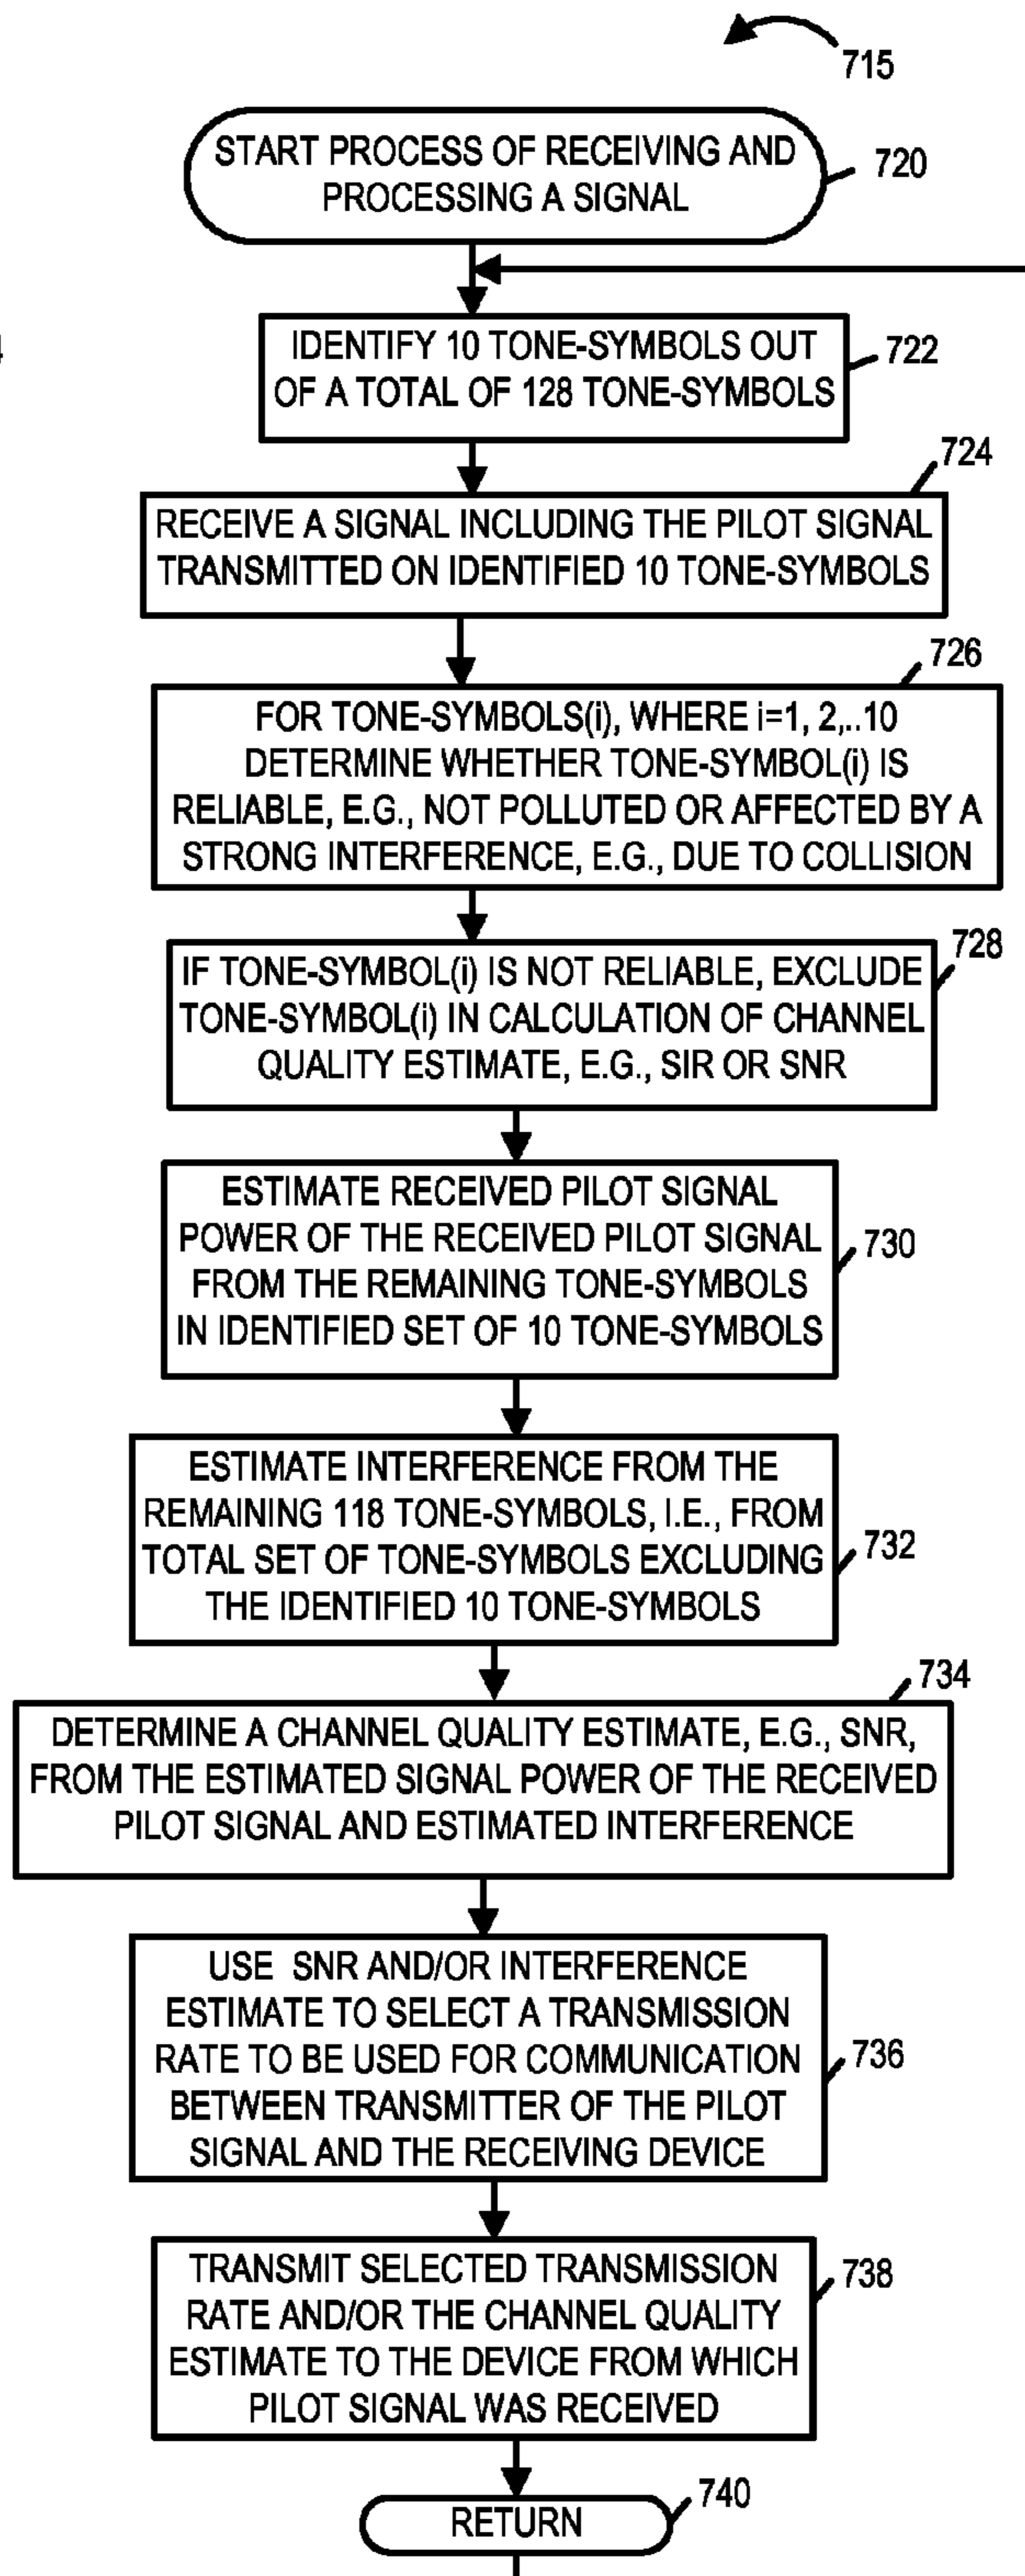 715
START PROCESS OF RECEIVING AND
PROCESSING A SIGNAL
720
IDENTIFY 10 TONE-SYMBOLS OUT
OF A TOTAL OF 128 TONE-SYMBOLS
722
724
RECEIVE A SIGNAL INCLUDING THE PILOT SIGNAL
TRANSMITTED ON IDENTIFIED 10 TONE-SYMBOLS
726
FOR TONE-SYMBOLS(i), WHERE i=1, 2,..10
DETERMINE WHETHER TONE-SYMBOL(i) IS
RELIABLE, E.G., NOT POLLUTED OR AFFECTED BY A
STRONG INTERFERENCE, E.G., DUE TO COLLISION
728
IF TONE-SYMBOL(i) IS NOT RELIABLE, EXCLUDE
TONE-SYMBOL(i) IN CALCULATION OF CHANNEL
QUALITY ESTIMATE, E.G., SIR OR SNR
ESTIMATE RECEIVED PILOT SIGNAL
POWER OF THE RECEIVED PILOT SIGNAL
FROM THE REMAINING TONE-SYMBOLS
IN IDENTIFIED SET OF 10 TONE-SYMBOLS
730
ESTIMATE INTERFERENCE FROM THE
REMAINING 118 TONE-SYMBOLS, I.E., FROM
TOTAL SET OF TONE-SYMBOLS EXCLUDING
THE IDENTIFIED 10 TONE-SYMBOLS
732
734
DETERMINE A CHANNEL QUALITY ESTIMATE, E.G., SNR,
FROM THE ESTIMATED SIGNAL POWER OF THE RECEIVED
PILOT SIGNAL AND ESTIMATED INTERFERENCE
USE SNR AND/OR INTERFERENCE
ESTIMATE TO SELECT A TRANSMISSION
RATE TO BE USED FOR COMMUNICATION
BETWEEN TRANSMITTER OF THE PILOT
SIGNAL AND THE RECEIVING DEVICE
736
TRANSMIT SELECTED TRANSMISSION
RATE AND/OR THE CHANNEL QUALITY
ESTIMATE TO THE DEVICE FROM WHICH
PILOT SIGNAL WAS RECEIVED
738
RETURN
740